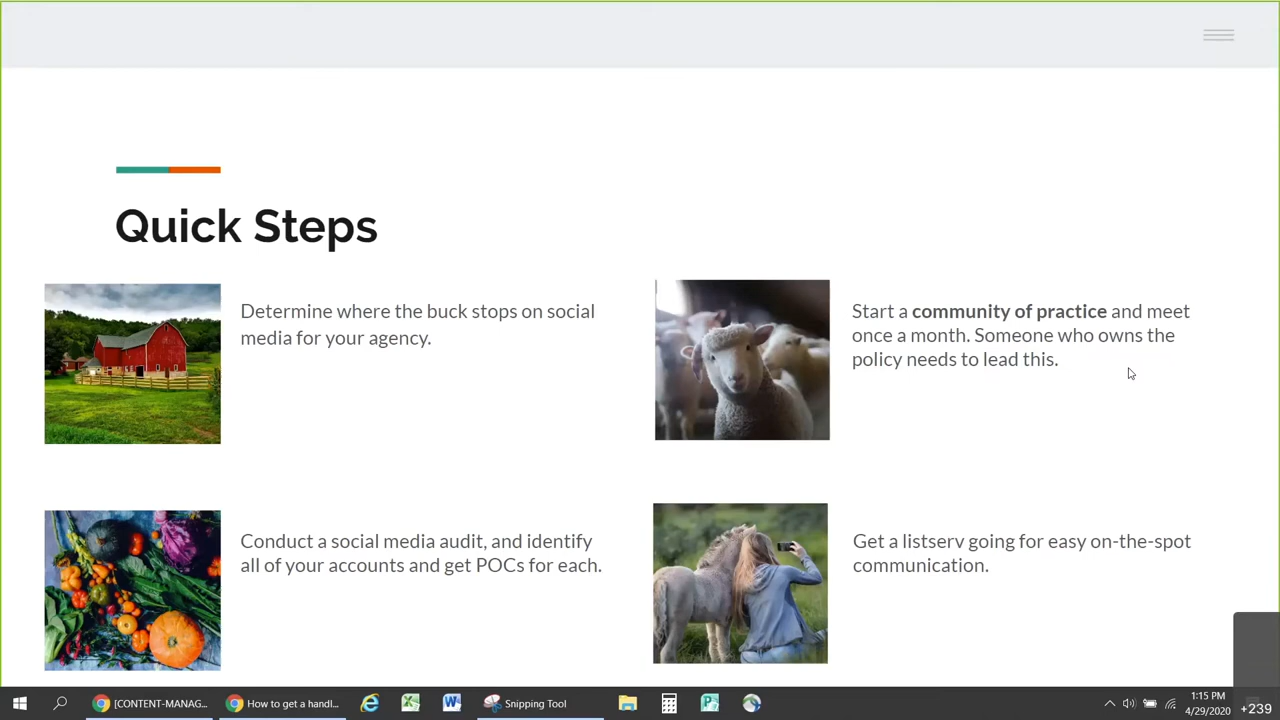 Quick Steps
Determine where the buck stops on social
media for your agency.
Start a community of practice and meet
once a month. Someone who owns the
policy needs to lead this.
Conduct a social media audit, and identify
all of your accounts and get POCs for each.
Get a listserv going for easy on-the-spot
communication.
[CONTENT-MANAG...
How to get a handl...
Snipping Tool
1:15 PM
4/29/2020
+239